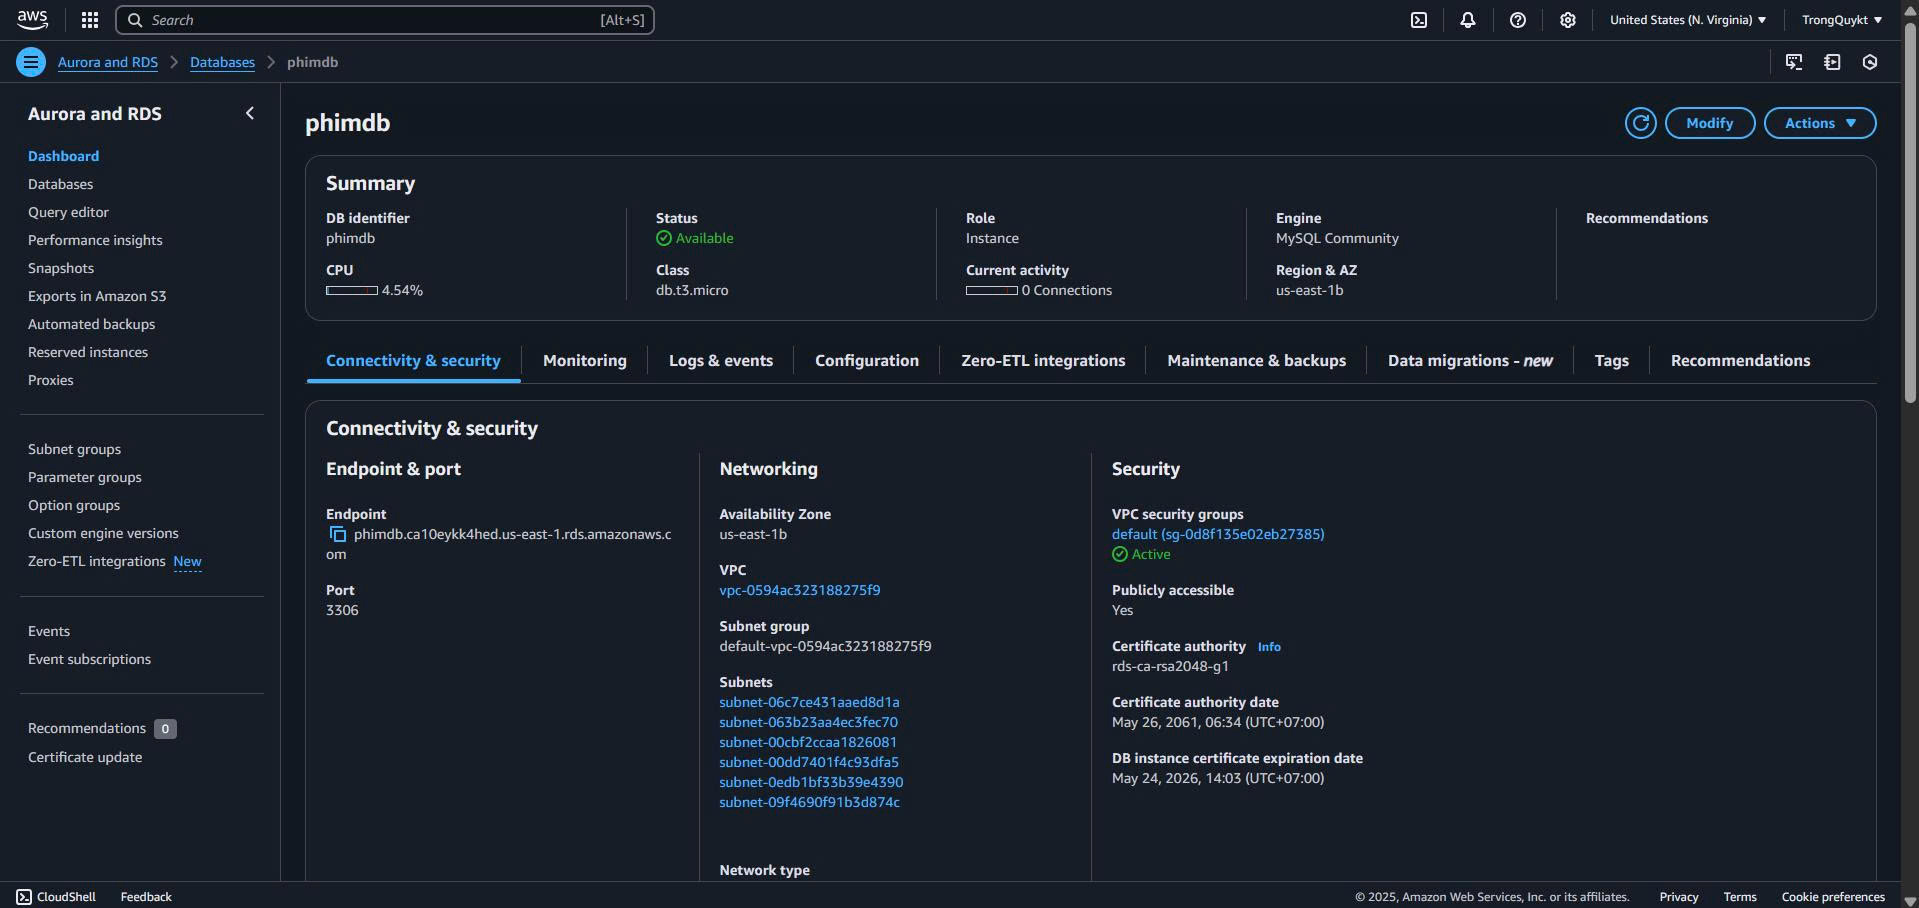 aws
Search [Alt+S]
United States (N. Virginia)
TrongQuykt
Aurora and RDS
Databases
phimdb
Aurora and RDS
Dashboard
Databases
Query editor
Performance insights
Snapshots
Exports in Amazon S3
Automated backups
Reserved instances
Proxies
Subnet groups
Parameter groups
Option groups
Custom engine versions
Zero-ETL integrations New
Events
Event subscriptions
Recommendations 0
Certificate update
phimdb
Modify
Actions
Summary
DB identifier
phimdb
CPU
4.54%
Status
Available
Class
db.t3.micro
Role
Instance
Current activity
0 Connections
Engine
MySQL Community
Region & AZ
us-east-1b
Recommendations
Connectivity & security
Monitoring
Logs & events
Configuration
Zero-ETL integrations
Maintenance & backups
Data migrations - new
Tags
Recommendations
Connectivity & security
Endpoint & port
Endpoint
phimdb.ca10eykk4hed.us-east-1.rds.amazonaws.c
om
Port
3306
Networking
Availability Zone
us-east-1b
VPC
vpc-0594ac323188275f9
Subnet group
default-vpc-0594ac323188275f9
Subnets
subnet-06c7ce431aaed8d1a
subnet-063b23aa4ec3fec70
subnet-00cbf2ccaa1826081
subnet-00dd7401f4c93dfa5
subnet-0edb1bf33b39e4390
subnet-09f4690f91b3d874c
Network type
Security
VPC security groups
default (sg-0d8f135e02eb27385)
Active
Publicly accessible
Yes
Certificate authority Info
rds-ca-rsa2048-g1
Certificate authority date
May 26, 2061, 06:34 (UTC+07:00)
DB instance certificate expiration date
May 24, 2026, 14:03 (UTC+07:00)
CloudShell
Feedback
© 2025, Amazon Web Services, Inc. or its affiliates.
Privacy
Terms
Cookie preferences